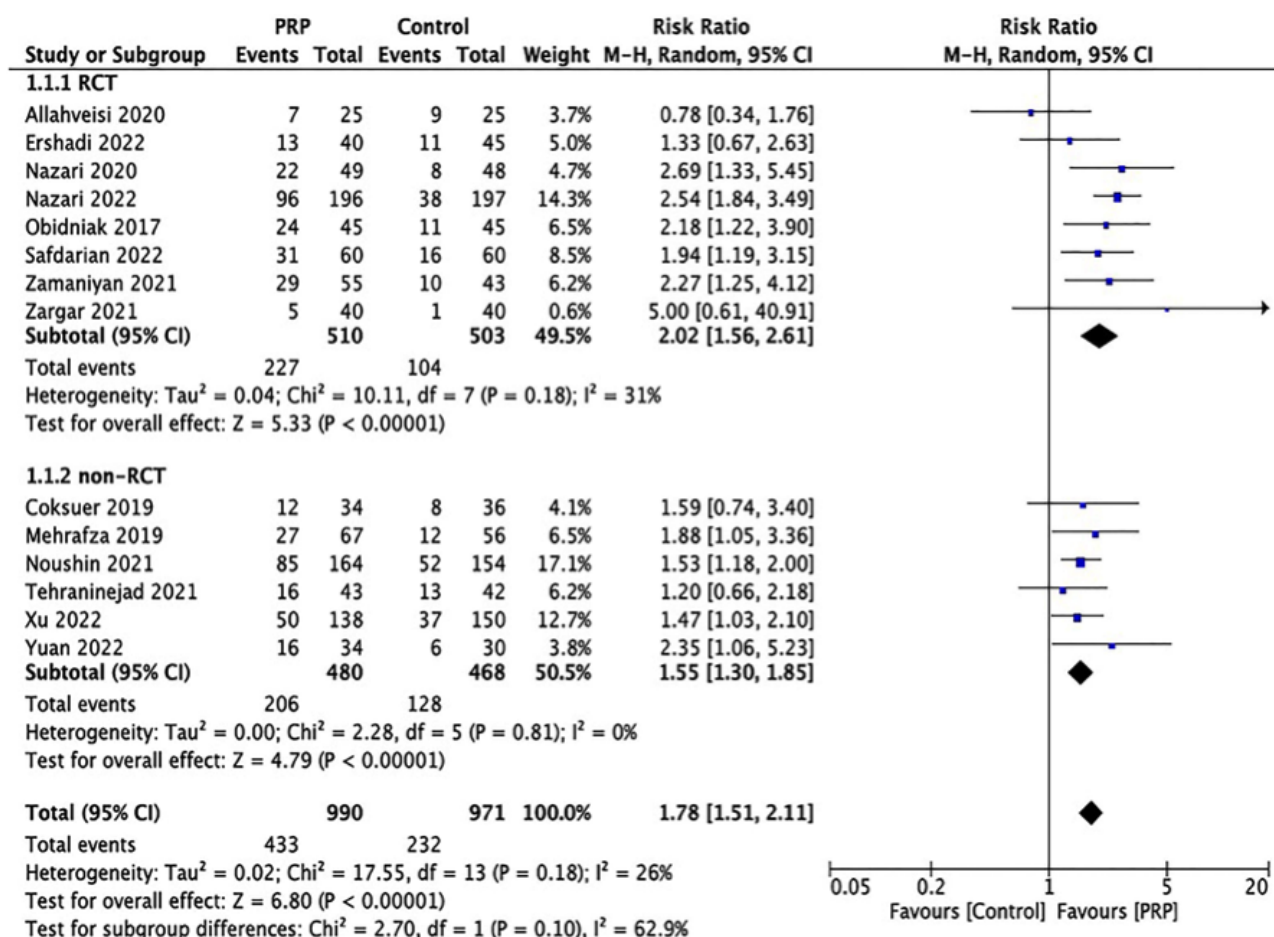 PRP Control Risk Ratio Risk Ratio
Study or Subgroup Events Total Events Total Weight M-H, Random, 95% CI M-H, Random, 95% CI
1.1.1 RCT
Allahveisi 2020 7 25 9 25 3.7% 0.78 [0.34, 1.76]
Ershadi 2022 13 40 11 45 5.0% 1.33 [0.67, 2.63]
Nazari 2020 22 49 8 48 4.7% 2.69 [1.33, 5.45]
Nazari 2022 96 196 38 197 14.3% 2.54 [1.84, 3.49]
Obidniak 2017 24 45 11 45 6.5% 2.18 [1.22, 3.90]
Safdarian 2022 31 60 16 60 8.5% 1.94 [1.19, 3.15]
Zamaniyan 2021 29 55 10 43 6.2% 2.27 [1.25, 4.12]
Zargar 2021 5 40 1 40 0.6% 5.00 [0.61, 40.91]
Subtotal (95% CI) 510 503 49.5% 2.02 [1.56, 2.61]
Total events 227 104
Heterogeneity: Tau² = 0.04; Chi² = 10.11, df = 7 (P = 0.18); I² = 31%
Test for overall effect: Z = 5.33 (P < 0.00001)
1.1.2 non-RCT
Coksuer 2019 12 34 8 36 4.1% 1.59 [0.74, 3.40]
Mehrafza 2019 27 67 12 56 6.5% 1.88 [1.05, 3.36]
Noushin 2021 85 164 52 154 17.1% 1.53 [1.18, 2.00]
Tehraninejad 2021 16 43 13 42 6.2% 1.20 [0.66, 2.18]
Xu 2022 50 138 37 150 12.7% 1.47 [1.03, 2.10]
Yuan 2022 16 34 6 30 3.8% 2.35 [1.06, 5.23]
Subtotal (95% CI) 480 468 50.5% 1.55 [1.30, 1.85]
Total events 206 128
Heterogeneity: Tau² = 0.00; Chi² = 2.28, df = 5 (P = 0.81); I² = 0%
Test for overall effect: Z = 4.79 (P < 0.00001)
Total (95% CI) 990 971 100.0% 1.78 [1.51, 2.11]
Total events 433 232
Heterogeneity: Tau² = 0.02; Chi² = 17.55, df = 13 (P = 0.18); I² = 26%
Test for overall effect: Z = 6.80 (P < 0.00001)
Test for subgroup differences: Chi² = 2.70, df = 1 (P = 0.10), I² = 62.9%
0.05 0.2 1 5 20
Favours [Control] Favours [PRP]